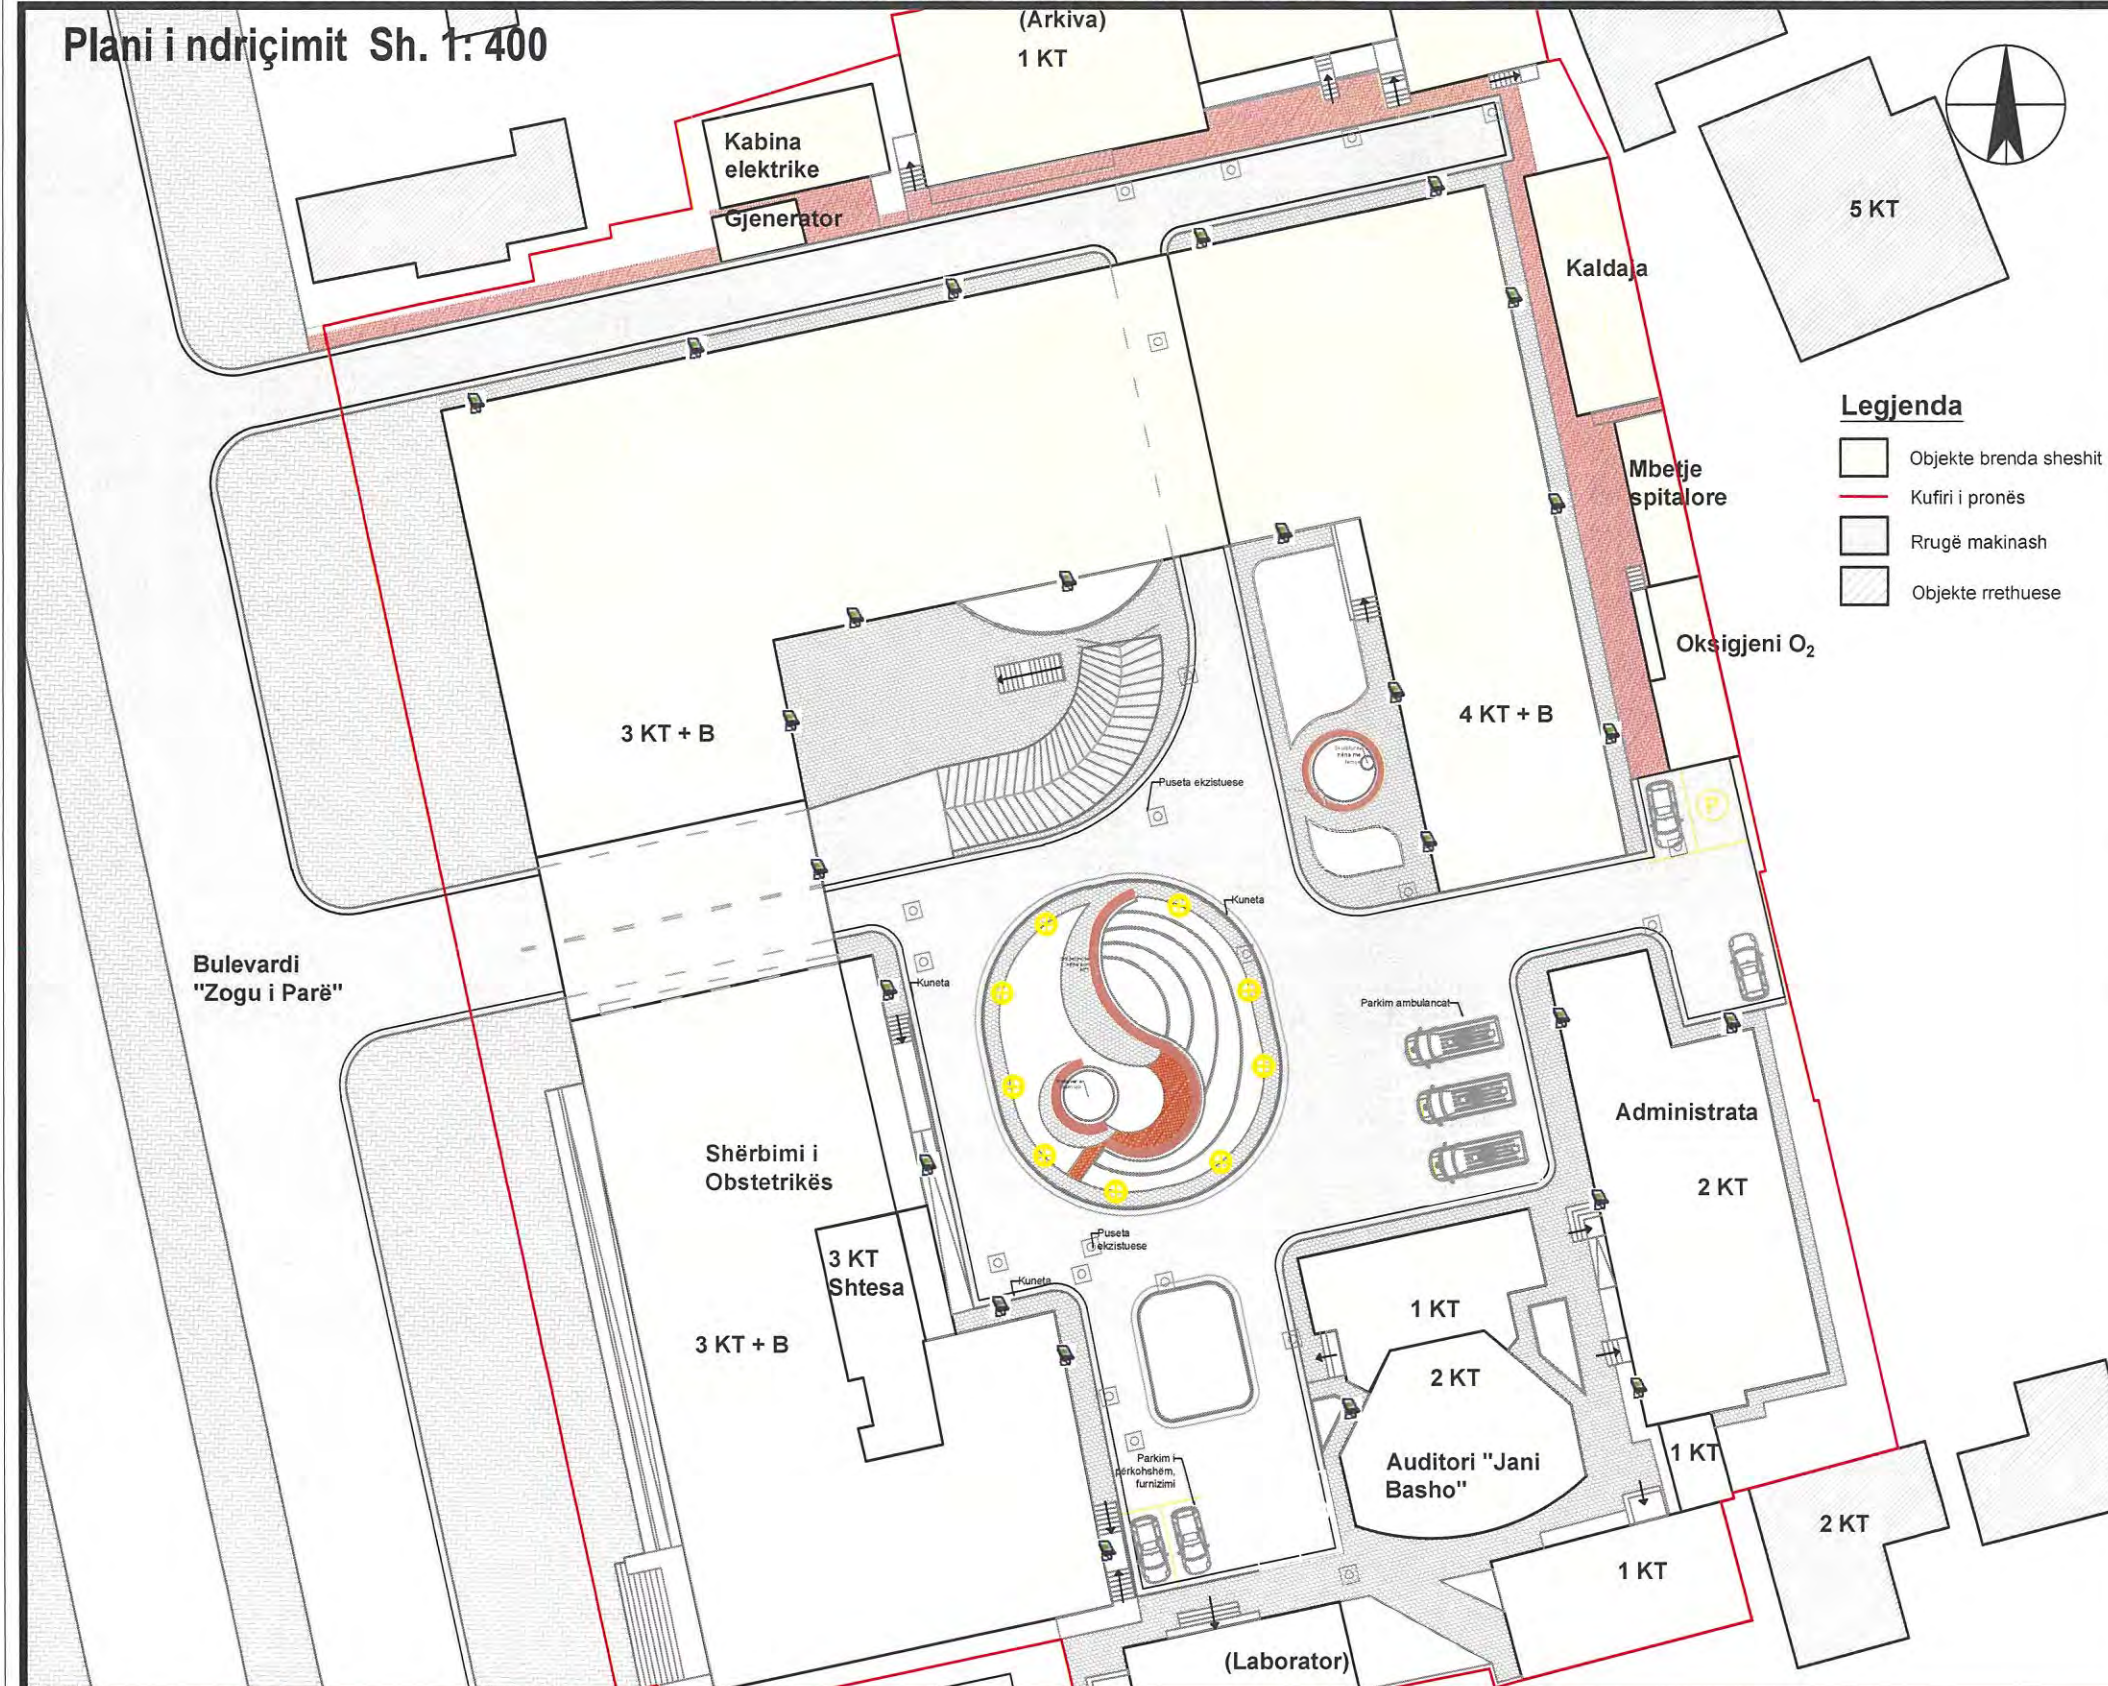 Plani i ndriçimit Sh. 1: 400
(Arkiva)
1 KT
Kabina
elektrike
Gjenerator
5 KT
Kaldaja
Legjenda
Objekte brenda sheshit
Kufiri i pronës
Rrugë makinash
Objekte rrethuese
Mbetje
spitalore
Oksigjeni O₂
3 KT + B
4 KT + B
Puseta ekzistuese
P
Kuneta
Bulevardi
"Zogu i Parë"
Kuneta
Parkim ambulancat
Administrata
2 KT
Shërbimi i
Obstetrikës
3 KT
Shtesa
3 KT + B
Puseta
ekzistuese
Kuneta
1 KT
2 KT
Auditori "Jani
Basho"
1 KT
Parkim i
përkohshëm,
furnizimi
2 KT
1 KT
(Laborator)